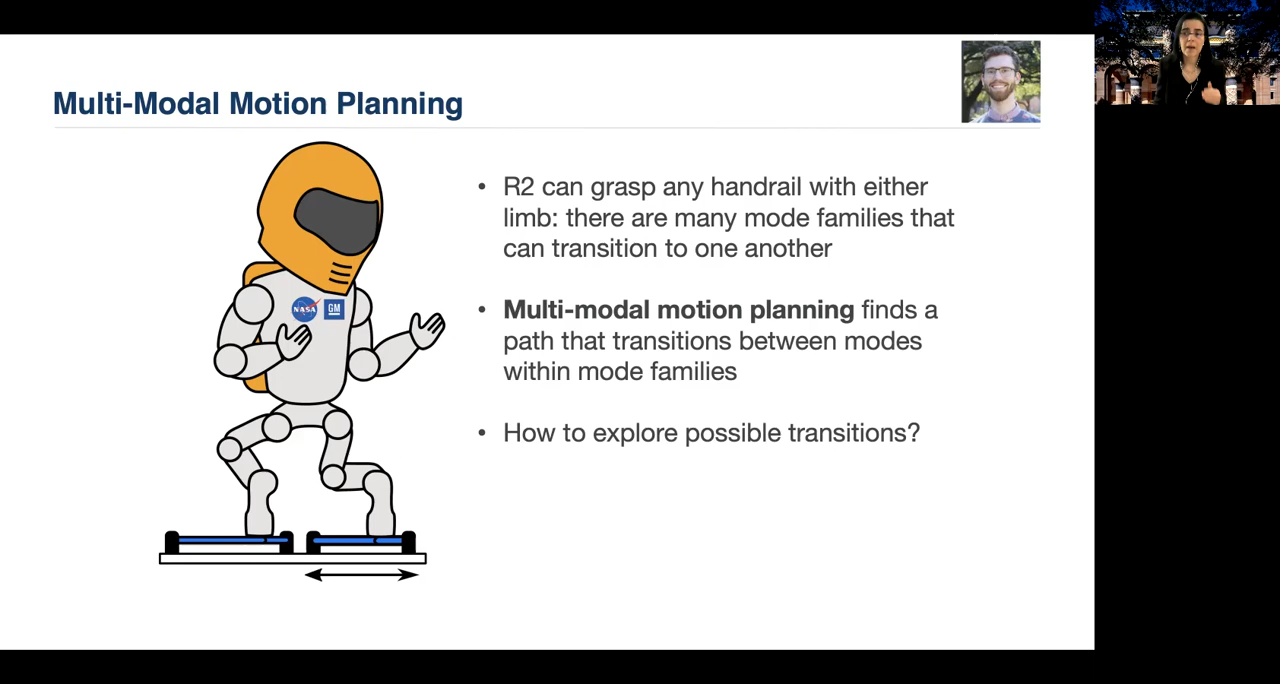 Multi-Modal Motion Planning
• R2 can grasp any handrail with either
limb: there are many mode families that
can transition to one another
• Multi-modal motion planning finds a
path that transitions between modes
within mode families
• How to explore possible transitions?
NASA
GM